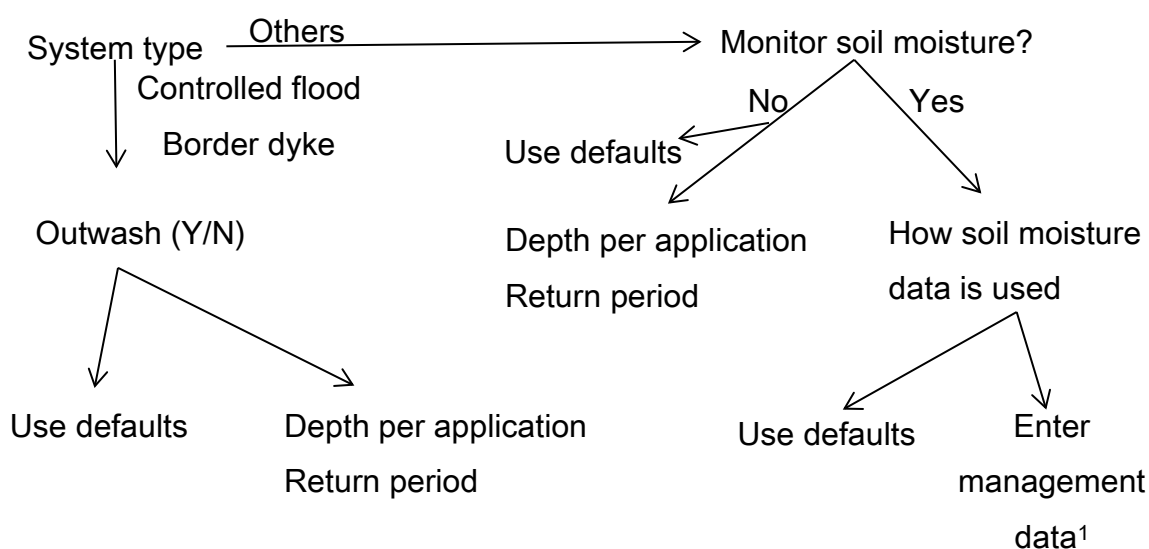 System type
Others
Monitor soil moisture?
Controlled flood
Border dyke
No
Yes
Use defaults
Outwash (Y/N)
Depth per application
Return period
How soil moisture
data is used
Use defaults
Depth per application
Return period
Use defaults
Enter
management
data¹